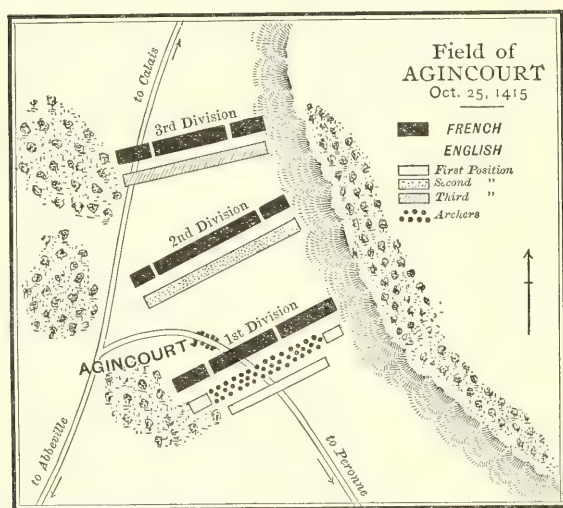 Field of
AGINCOURT
Oct. 25, 1415
FRENCH
ENGLISH
First Position
Second "
Third "
Archers
to Calais
3rd Division
2nd Division
1st Division
AGINCOURT
to Abbeville
to Peronne